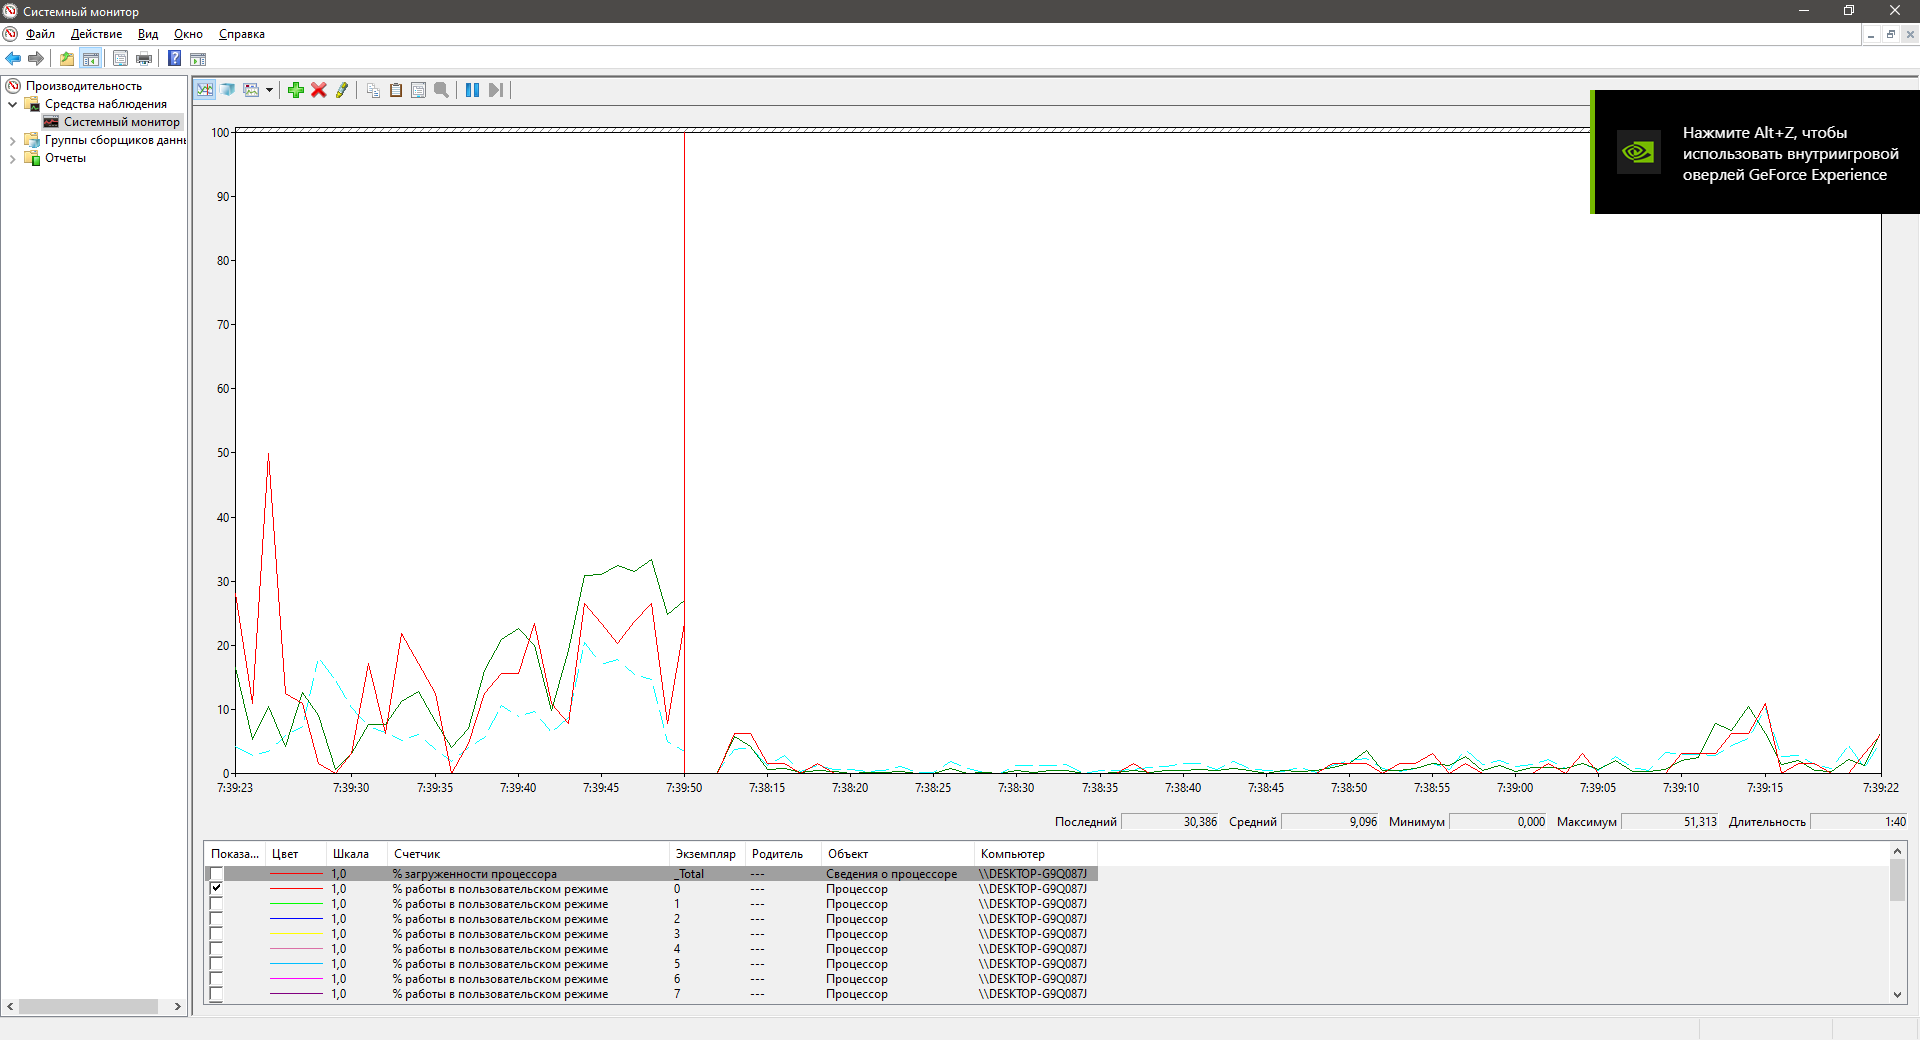 Системный монитор
Файл Действие Вид Окно Справка
Производительность
Средства наблюдения
Системный монитор
Группы сборщиков даннь
Отчеты
Нажмите Alt+Z, чтобы
использовать внутриигровой
оверлей GeForce Experience
100
90
80
70
60
50
40
30
20
10
0
7:39:23 7:39:30 7:39:35 7:39:40 7:39:45 7:39:50 7:38:15 7:38:20 7:38:25 7:38:30 7:38:35 7:38:40 7:38:45 7:38:50 7:38:55 7:39:00 7:39:05 7:39:10 7:39:15 7:39:22
Последний 30,386 Средний 9,096 Минимум 0,000 Максимум 51,313 Длительность 1:40
Показа... Цвет Шкала Счетчик Экземпляр Родитель Объект Компьютер
1,0 % загруженности процессора _Total --- Сведения о процессоре \\DESKTOP-G9Q087J
1,0 % работы в пользовательском режиме 0 --- Процессор \\DESKTOP-G9Q087J
1,0 % работы в пользовательском режиме 1 --- Процессор \\DESKTOP-G9Q087J
1,0 % работы в пользовательском режиме 2 --- Процессор \\DESKTOP-G9Q087J
1,0 % работы в пользовательском режиме 3 --- Процессор \\DESKTOP-G9Q087J
1,0 % работы в пользовательском режиме 4 --- Процессор \\DESKTOP-G9Q087J
1,0 % работы в пользовательском режиме 5 --- Процессор \\DESKTOP-G9Q087J
1,0 % работы в пользовательском режиме 6 --- Процессор \\DESKTOP-G9Q087J
1,0 % работы в пользовательском режиме 7 --- Процессор \\DESKTOP-G9Q087J